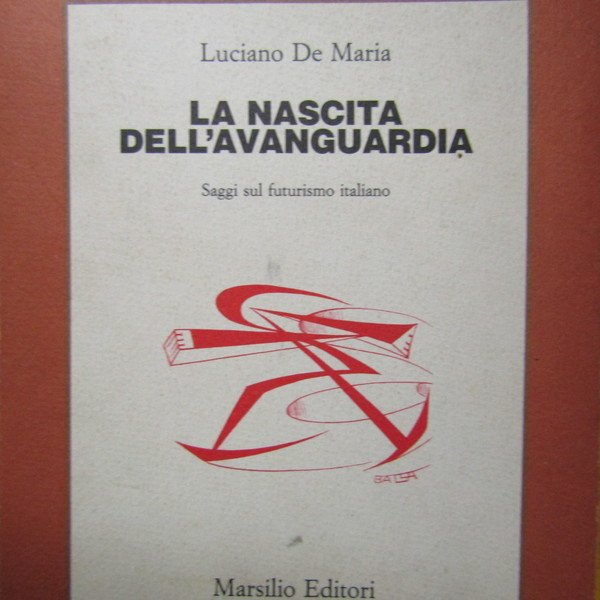 Luciano De Maria
LA NASCITA
DELL'AVANGUARDIA
Saggi sul futurismo italiano
BALLA
Marsilio Editori